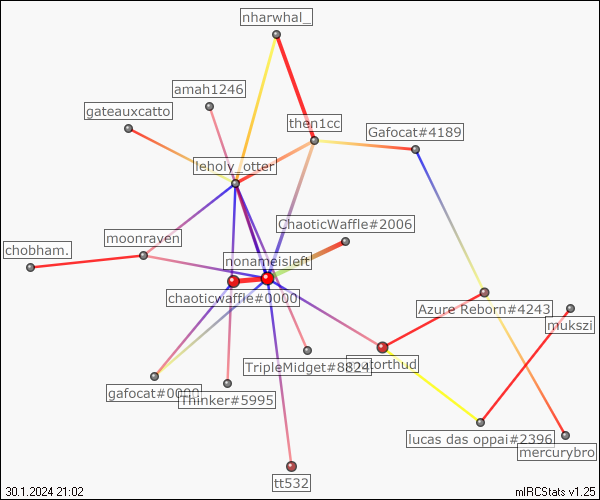 nharwhal_
amah1246
gateauxcatto
then1cc
Gafocat#4189
leholy_otter
ChaoticWaffle#2006
moonraven
chobham.
nonameisleft
chaoticwaffle#0000
Azure Reborn#4243
mukszi
TripleMidget#8824
gafocat#0000
Thinker#5995
lucas das oppai#2396
mercurybro
tt532
30.1.2024 21:02
mIRCStats v1.25